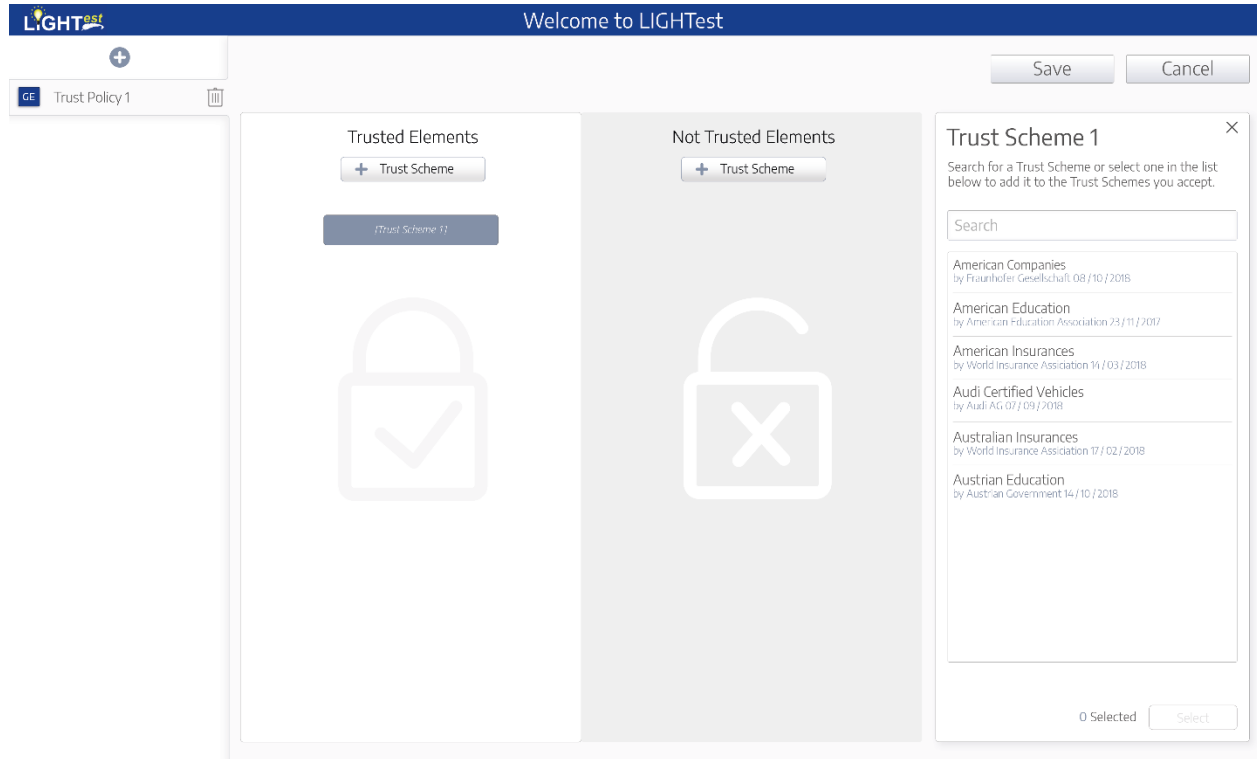 LiGHTest
Welcome to LIGHTest
Save
Cancel
GE
Trust Policy 1
Trusted Elements
+ Trust Scheme
[Trust Scheme 1]
Not Trusted Elements
+ Trust Scheme
Trust Scheme 1
Search for a Trust Scheme or select one in the list
below to add it to the Trust Schemes you accept.
Search
American Companies
by Fraunhofer Gesellschaft 08 / 10 / 2018
American Education
by American Education Association 23 / 11 / 2017
American Insurances
by World Insurance Assiciation 14 / 03 / 2018
Audi Certified Vehicles
by Audi AG 07 / 09 / 2018
Australian Insurances
by World Insurance Assiciation 17 / 02 / 2018
Austrian Education
by Austrian Government 14 / 10 / 2018
0 Selected
Select